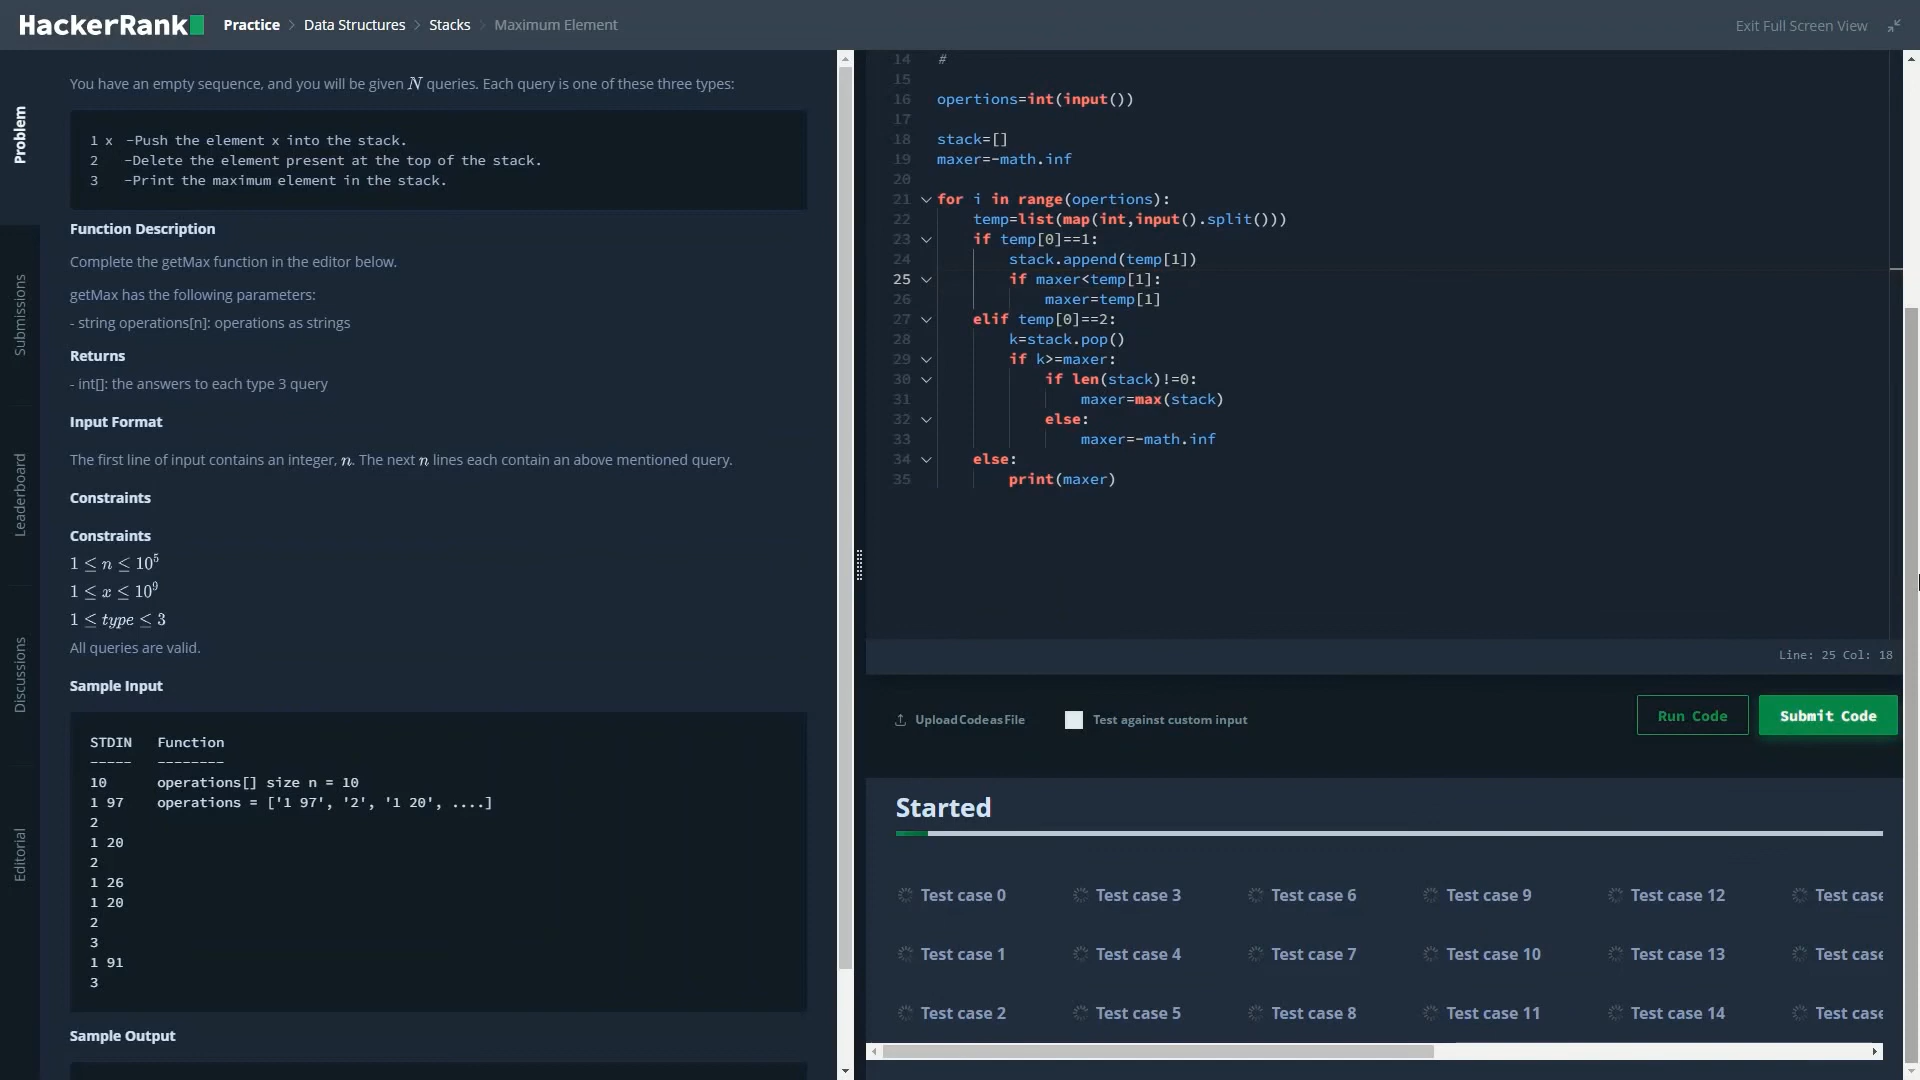 HackerRank
Practice > Data Structures > Stacks > Maximum Element
Exit Full Screen View
Problem
Submissions
Leaderboard
Discussions
Editorial
You have an empty sequence, and you will be given N queries. Each query is one of these three types:
1 x  -Push the element x into the stack.
2    -Delete the element present at the top of the stack.
3    -Print the maximum element in the stack.
Function Description
Complete the getMax function in the editor below.
getMax has the following parameters:
- string operations[n]: operations as strings
Returns
- int[]: the answers to each type 3 query
Input Format
The first line of input contains an integer, n. The next n lines each contain an above mentioned query.
Constraints
Constraints
1 ≤ n ≤ 10^5
1 ≤ x ≤ 10^9
1 ≤ type ≤ 3
All queries are valid.
Sample Input
STDIN   Function
-----   --------
10      operations[] size n = 10
1 97    operations = ['1 97', '2', '1 20', ....]
2
1 20
2
1 26
1 20
2
3
1 91
3
Sample Output
14 #
15
16 opertions=int(input())
17
18 stack=[]
19 maxer=-math.inf
20
21 for i in range(opertions):
22     temp=list(map(int,input().split()))
23     if temp[0]==1:
24         stack.append(temp[1])
25         if maxer<temp[1]:
26             maxer=temp[1]
27     elif temp[0]==2:
28         k=stack.pop()
29         if k>=maxer:
30             if len(stack)!=0:
31                 maxer=max(stack)
32             else:
33                 maxer=-math.inf
34     else:
35         print(maxer)
Line: 25 Col: 18
Upload Code as File
Test against custom input
Run Code
Submit Code
Started
Test case 0 Test case 3 Test case 6 Test case 9 Test case 12 Test case
Test case 1 Test case 4 Test case 7 Test case 10 Test case 13 Test case
Test case 2 Test case 5 Test case 8 Test case 11 Test case 14 Test case